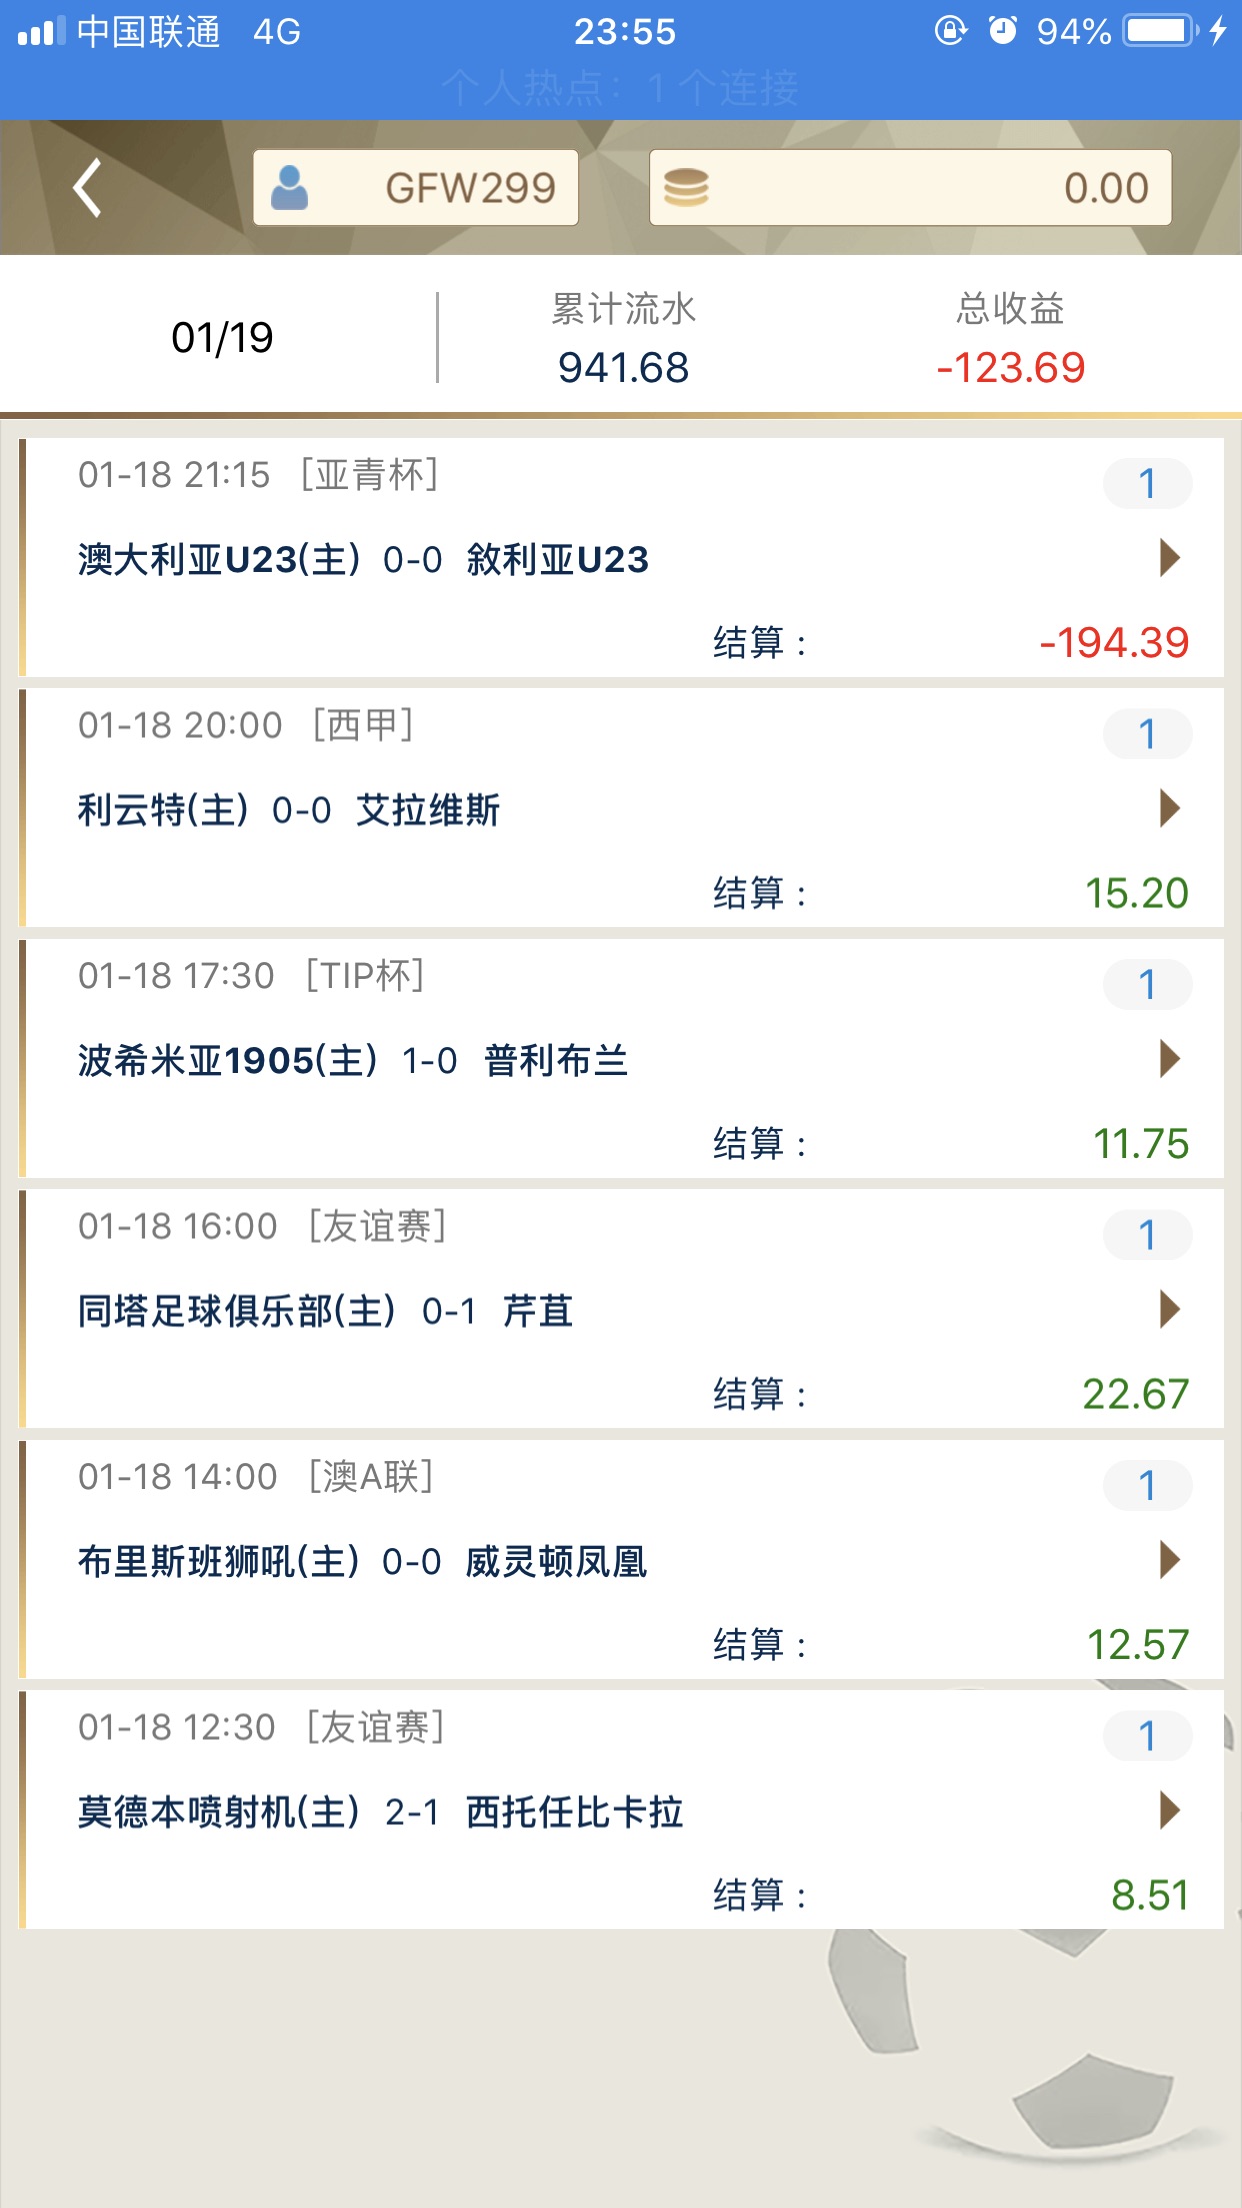 中国联通 4G 23:55 94%
个人热点：1 个连接
GFW299 0.00
01/19
累计流水 总收益
941.68 -123.69
01-18 21:15 [亚青杯] 1
澳大利亚U23(主) 0-0 敘利亚U23
结算： -194.39
01-18 20:00 [西甲] 1
利云特(主) 0-0 艾拉维斯
结算： 15.20
01-18 17:30 [TIP杯] 1
波希米亚1905(主) 1-0 普利布兰
结算： 11.75
01-18 16:00 [友谊赛] 1
同塔足球俱乐部(主) 0-1 芹苴
结算： 22.67
01-18 14:00 [澳A联] 1
布里斯班狮吼(主) 0-0 威灵顿凤凰
结算： 12.57
01-18 12:30 [友谊赛] 1
莫德本喷射机(主) 2-1 西托任比卡拉
结算： 8.51